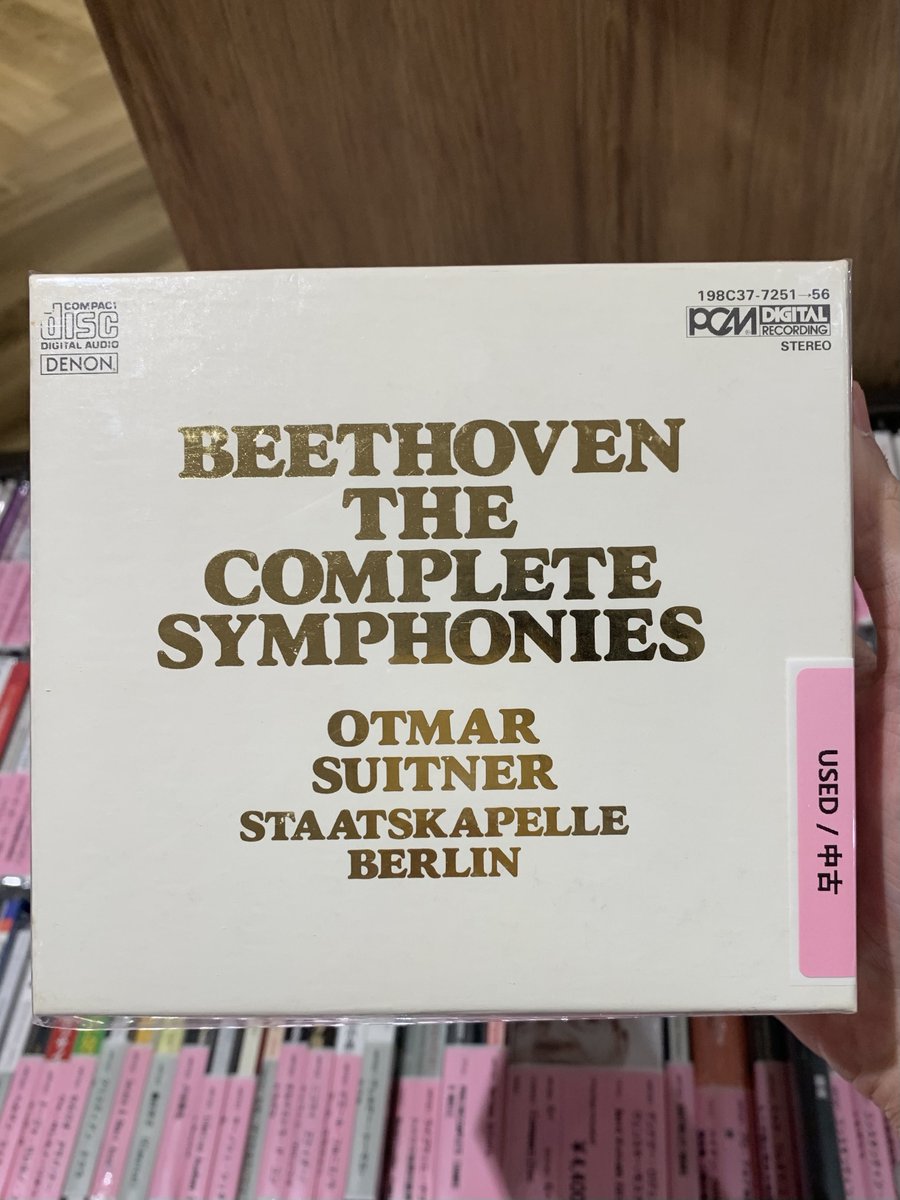 COMPACT
disc
DIGITAL AUDIO
DENON
198C37-7251→56
PCM DIGITAL RECORDING
STEREO
BEETHOVEN
THE
COMPLETE
SYMPHONIES
OTMAR
SUITNER
STAATSKAPELLE
BERLIN
USED / 中古